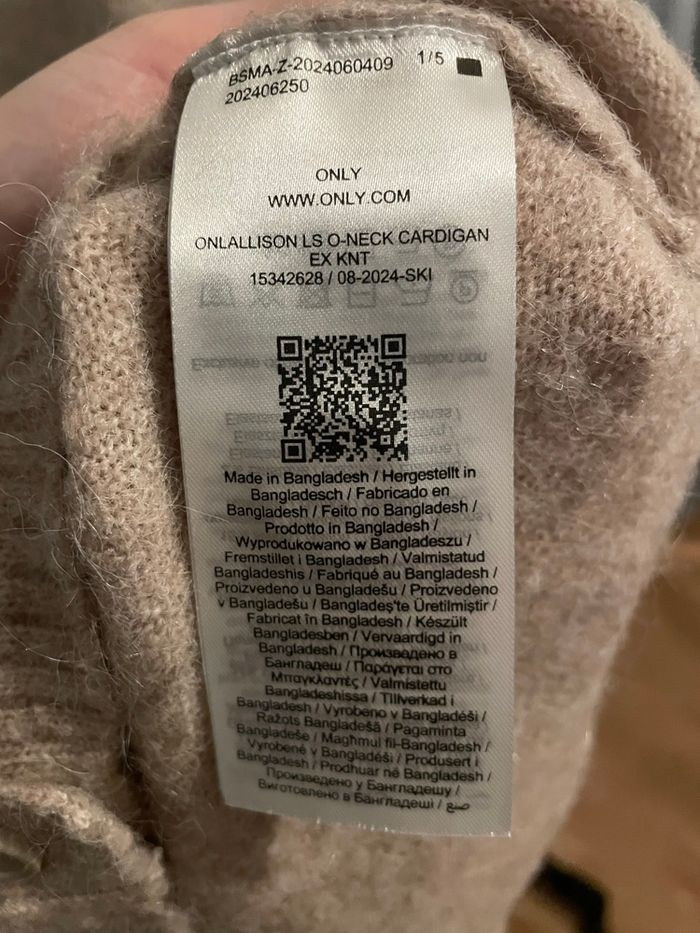 BSMA-Z-2024060409 1/5
202406250
ONLY
WWW.ONLY.COM
ONLALLISON LS O-NECK CARDIGAN
EX KNT
15342628 / 08-2024-SKI
Made in Bangladesh / Hergestellt in
Bangladesch / Fabricado en
Bangladesh / Feito no Bangladesh /
Prodotto in Bangladesh /
Wyprodukowano w Bangladeszu /
Fremstillet i Bangladesh / Valmistatud
Bangladeshis / Fabriqué au Bangladesh /
Proizvedeno u Bangladešu / Proizvedeno
v Bangladešu / Bangladeş'te Üretilmiştir /
Fabricat în Bangladesh / Készült
Bangladesben / Vervaardigd in
Bangladesh / Произведено в
Бангладеш / Παράγεται στο
Μπαγκλαντές / Valmistettu
Bangladeshissa / Tillverkad i
Bangladesh / Vyrobeno v Bangladéši /
Ražots Bangladešā / Pagaminta
Bangladeše / Magħmul fil-Bangladesh /
Vyrobené v Bangladéši / Produsert i
Bangladesh / Prodhuar në Bangladesh /
Произведено у Бангладешу /
Виготовлено в Бангладеші / صنع